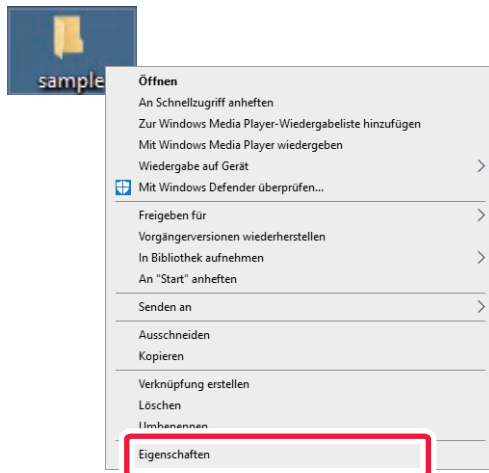 sample
Öffnen
An Schnellzugriff anheften
Zur Windows Media Player-Wiedergabeliste hinzufügen
Mit Windows Media Player wiedergeben
Wiedergabe auf Gerät
Mit Windows Defender überprüfen...
Freigeben für
Vorgängerversionen wiederherstellen
In Bibliothek aufnehmen
An "Start" anheften
Senden an
Ausschneiden
Kopieren
Verknüpfung erstellen
Löschen
Umbenennen
Eigenschaften